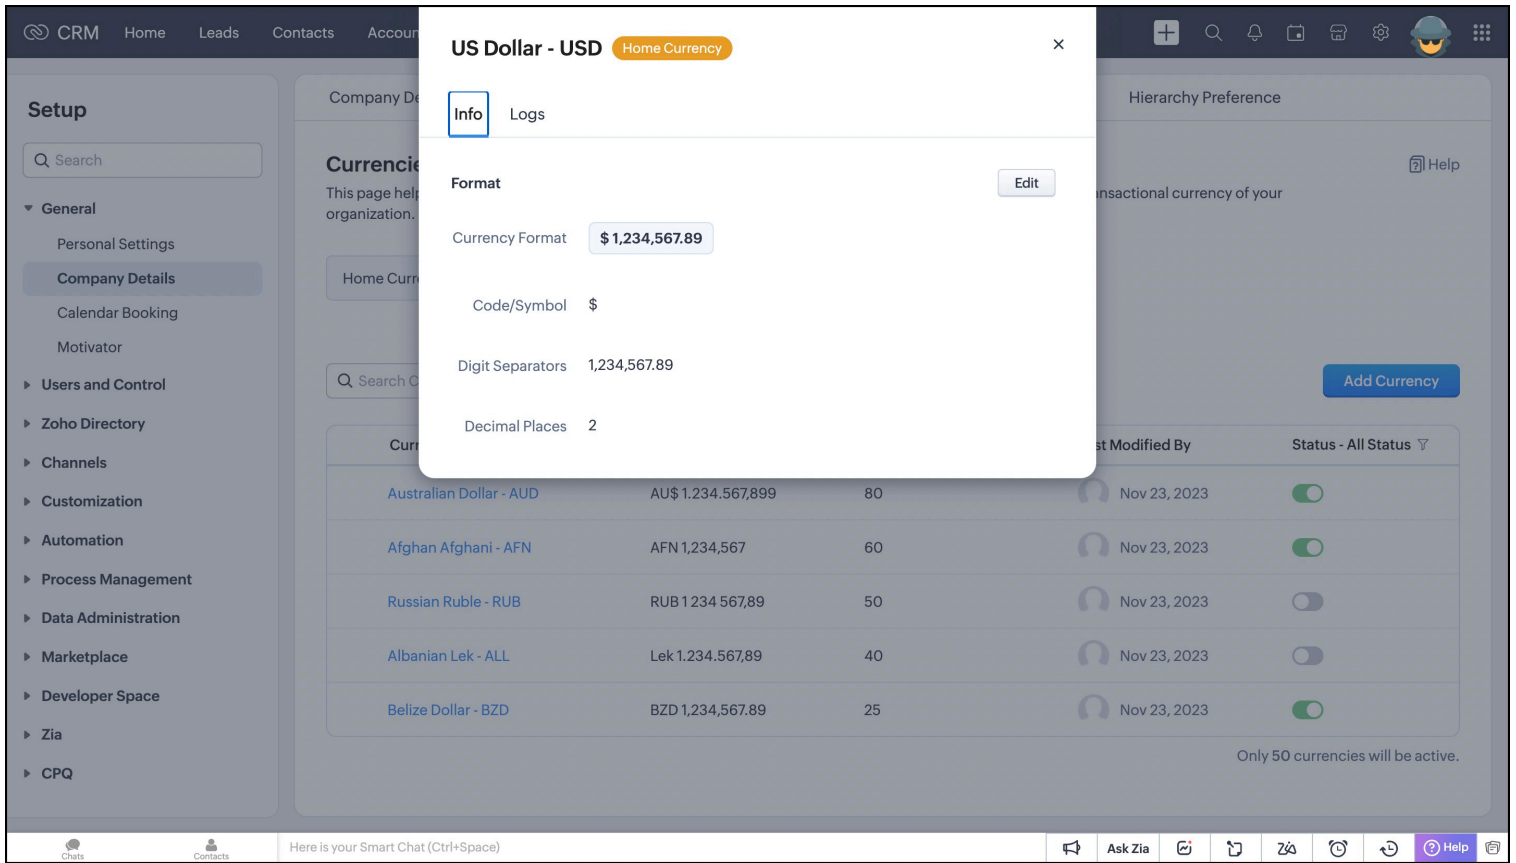 CRM
Home
Leads
Contacts
Accoun
US Dollar - USD
Home Currency
Info
Logs
Format
Edit
Currency Format
$ 1,234,567.89
Code/Symbol
$
Digit Separators
1,234,567.89
Decimal Places
2
Setup
Search
General
Personal Settings
Company Details
Calendar Booking
Motivator
Users and Control
Zoho Directory
Channels
Customization
Automation
Process Management
Data Administration
Marketplace
Developer Space
Zia
CPQ
Company De
Hierarchy Preference
Currencie
Help
This page help
nsactional currency of your
organization.
Home Curr
Search C
Add Currency
Curr
st Modified By
Status - All Status
Australian Dollar - AUD
AU$ 1.234.567,899
80
Nov 23, 2023
Afghan Afghani - AFN
AFN 1,234,567
60
Nov 23, 2023
Russian Ruble - RUB
RUB 1 234 567,89
50
Nov 23, 2023
Albanian Lek - ALL
Lek 1.234.567,89
40
Nov 23, 2023
Belize Dollar - BZD
BZD 1,234,567.89
25
Nov 23, 2023
Only 50 currencies will be active.
Chats
Contacts
Here is your Smart Chat (Ctrl+Space)
Ask Zia
Help